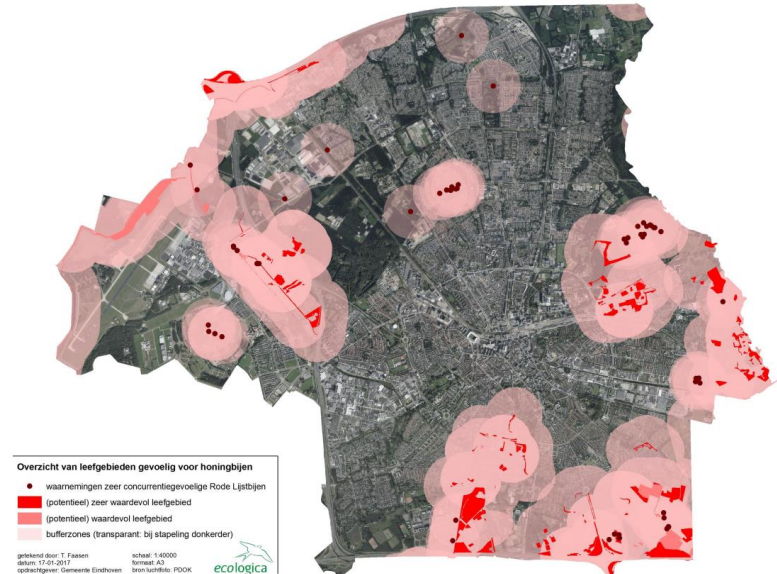 Overzicht van leefgebieden gevoelig voor honingbijen
waarnemingen zeer concurrentiegevoelige Rode Lijstbijen
(potentieel) zeer waardevol leefgebied
(potentieel) waardevol leefgebied
bufferzones (transparant: bij stapeling donkerder)
getekend door: T. Faasen
datum: 17-01-2017
opdrachtgever: Gemeente Eindhoven
schaal: 1:40000
formaat: A3
bron luchtfoto: PDOK
ecologica